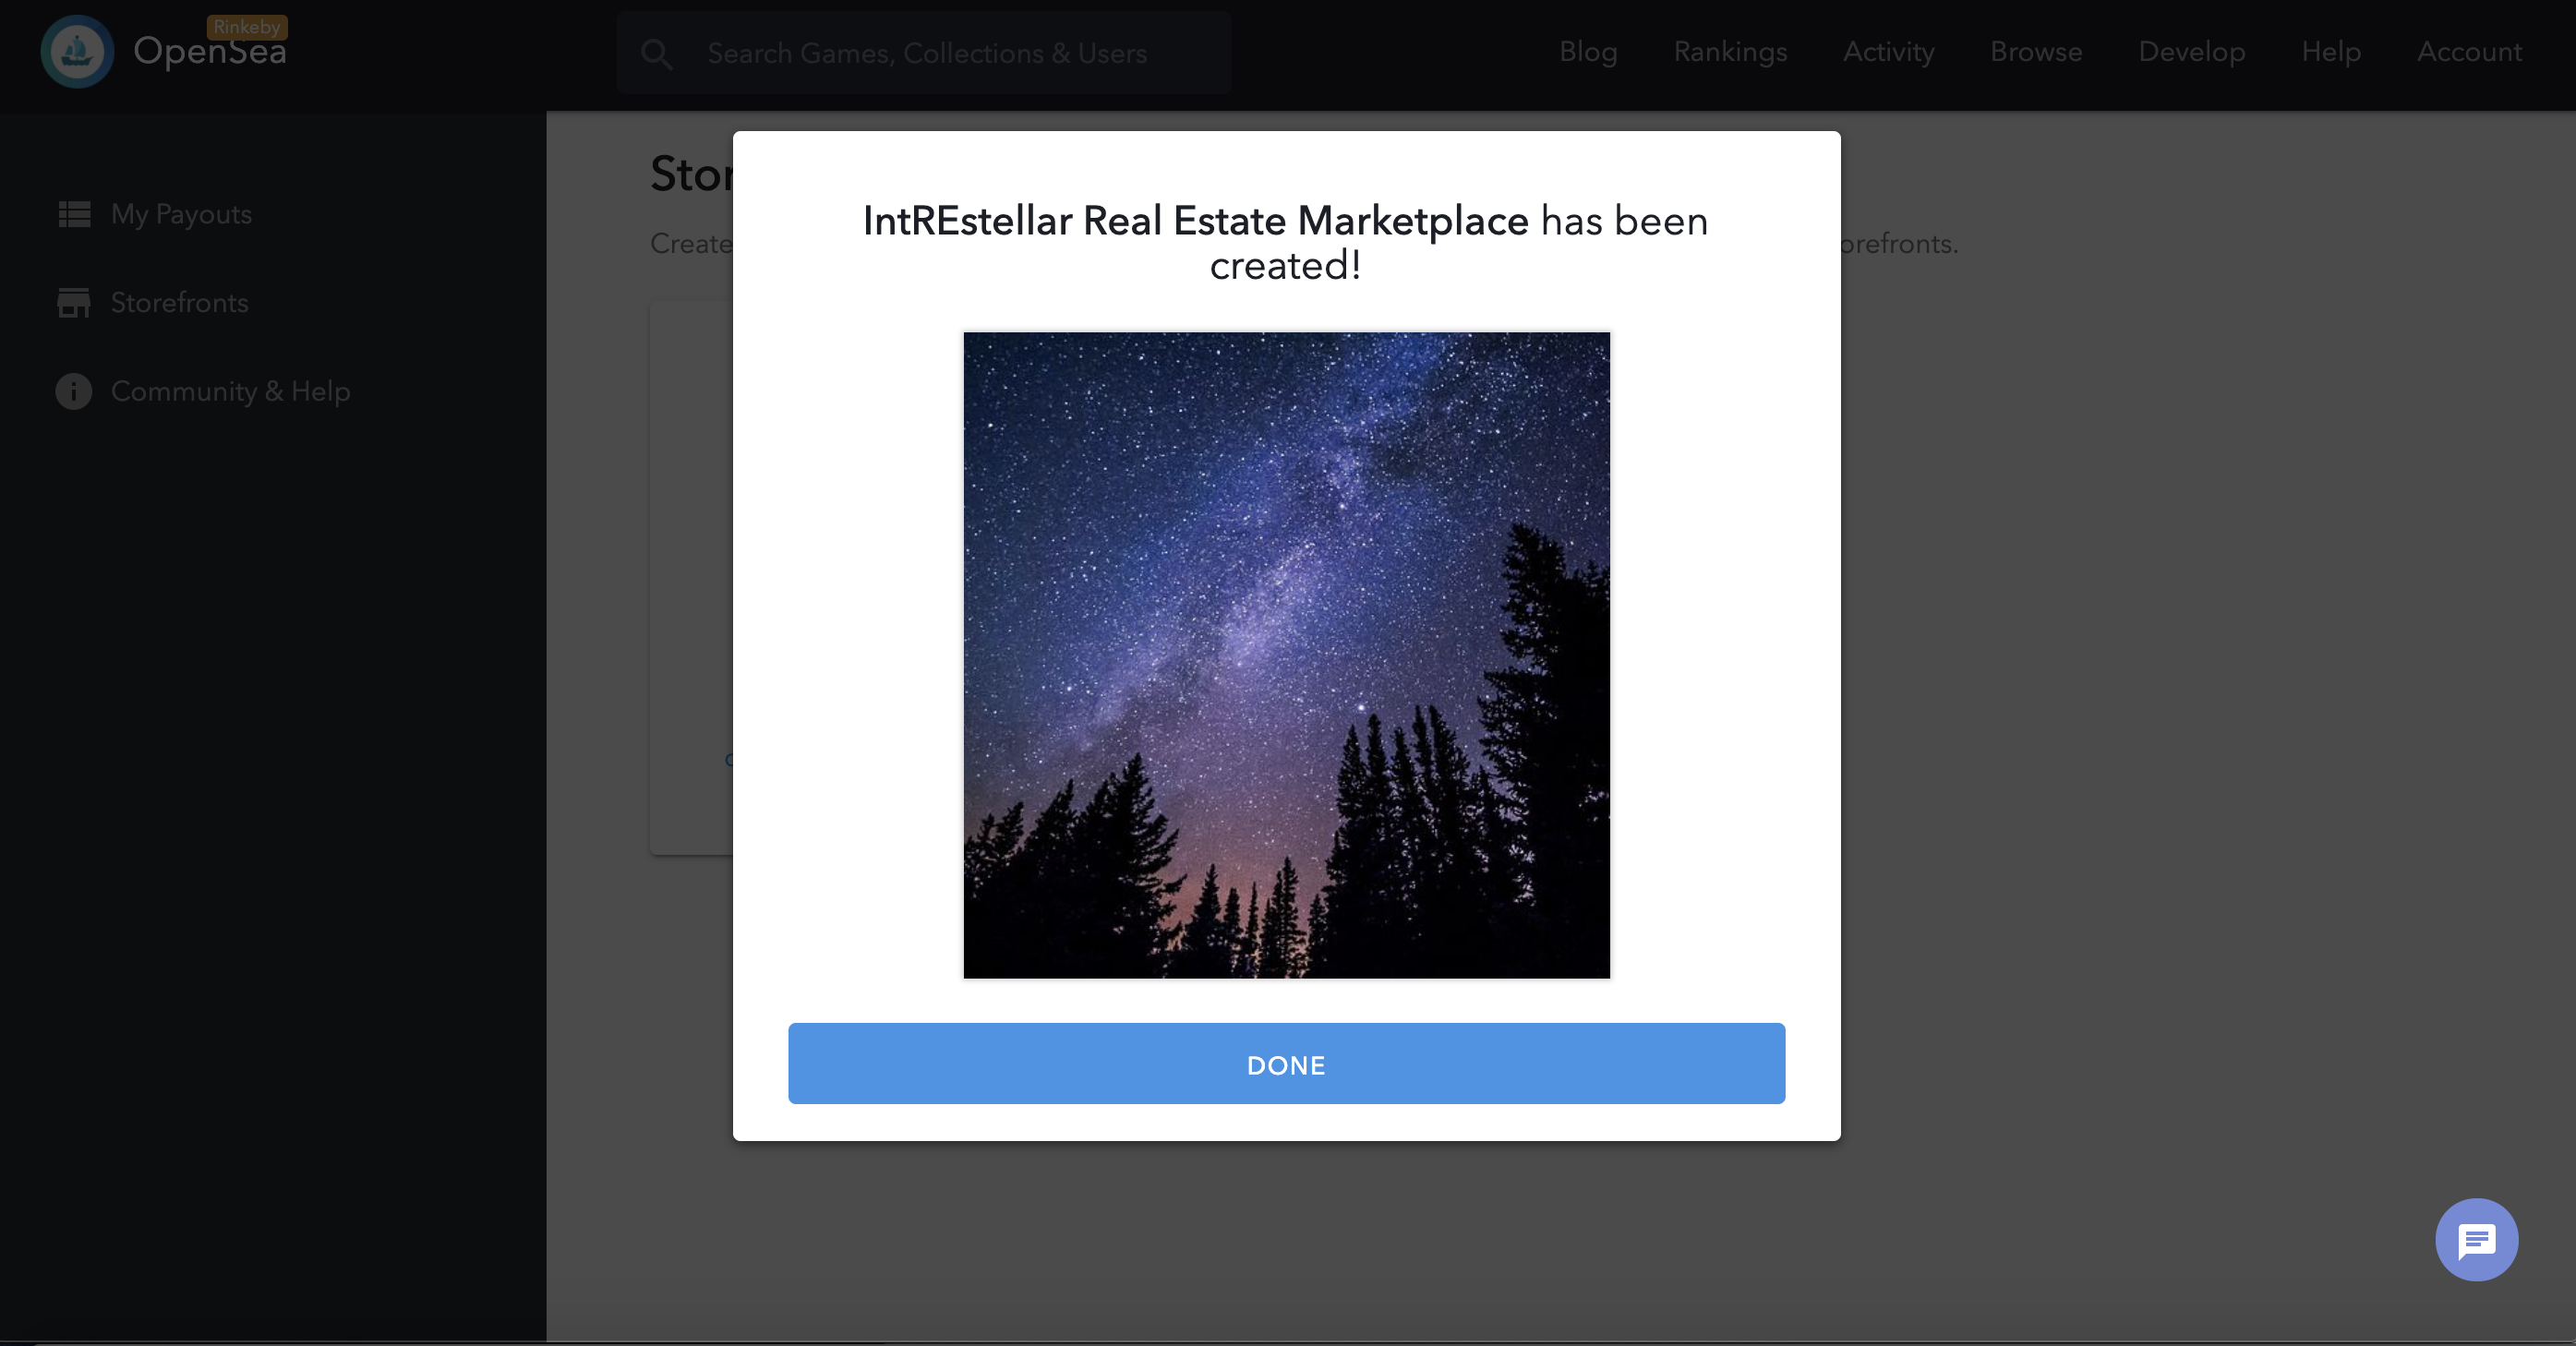 Rinkeby
OpenSea
Search Games, Collections & Users
Blog
Rankings
Activity
Browse
Develop
Help
Account
My Payouts
Storefronts
Community & Help
Stor
Create
orefronts.
IntREstellar Real Estate Marketplace has been
created!
DONE